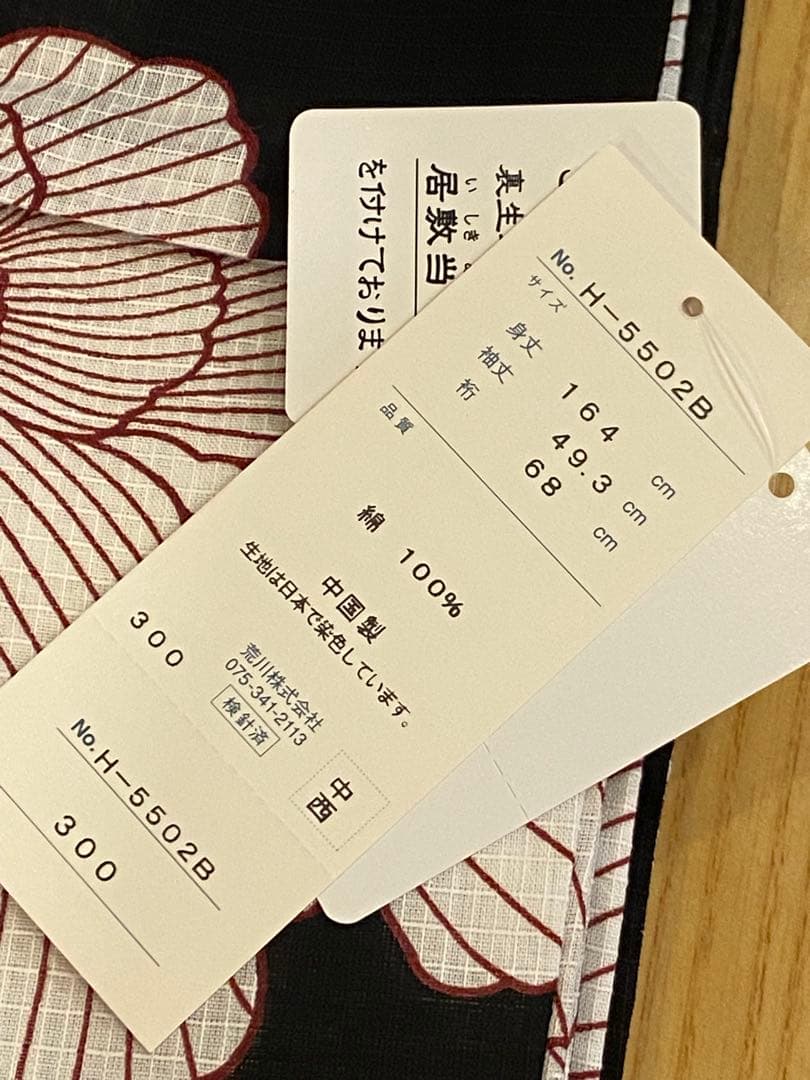 裏生
居敷当
いしき
を付けておりま
No. H-5502B
サイズ
身丈 164 cm
袖丈 49.3 cm
裄 68 cm
品質
綿 100%
中国製
生地は日本で染色しています。
300
荒川株式会社
075-341-2113
検針済
中西
No. H-5502B
300